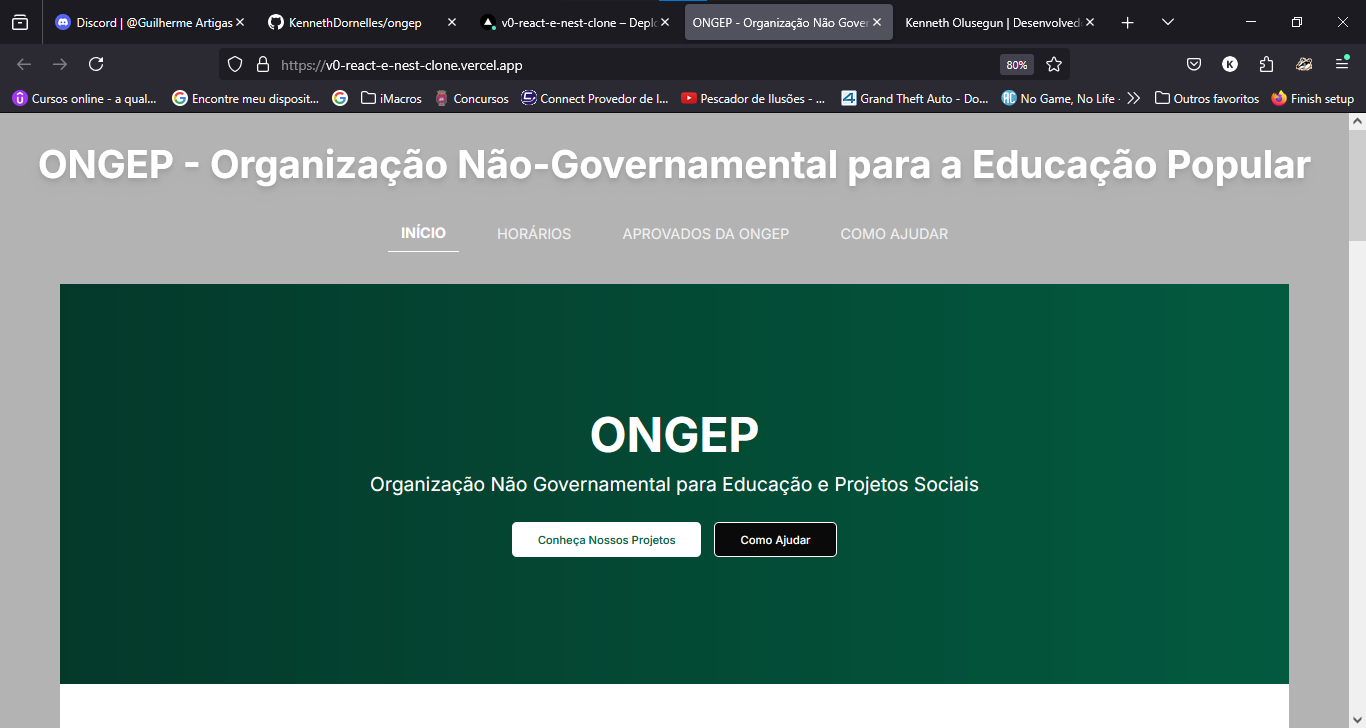 Discord | @Guilherme Artigas
KennethDornelles/ongep
v0-react-e-nest-clone – Deplo
ONGEP - Organização Não Gover
Kenneth Olusegun | Desenvolved
https://v0-react-e-nest-clone.vercel.app
80%
K
Cursos online - a qual...
Encontre meu disposit...
iMacros
Concursos
Connect Provedor de I...
Pescador de Ilusões - ...
Grand Theft Auto - Do...
No Game, No Life -
Outros favoritos
Finish setup
ONGEP - Organização Não-Governamental para a Educação Popular
INÍCIO
HORÁRIOS
APROVADOS DA ONGEP
COMO AJUDAR
ONGEP
Organização Não Governamental para Educação e Projetos Sociais
Conheça Nossos Projetos
Como Ajudar